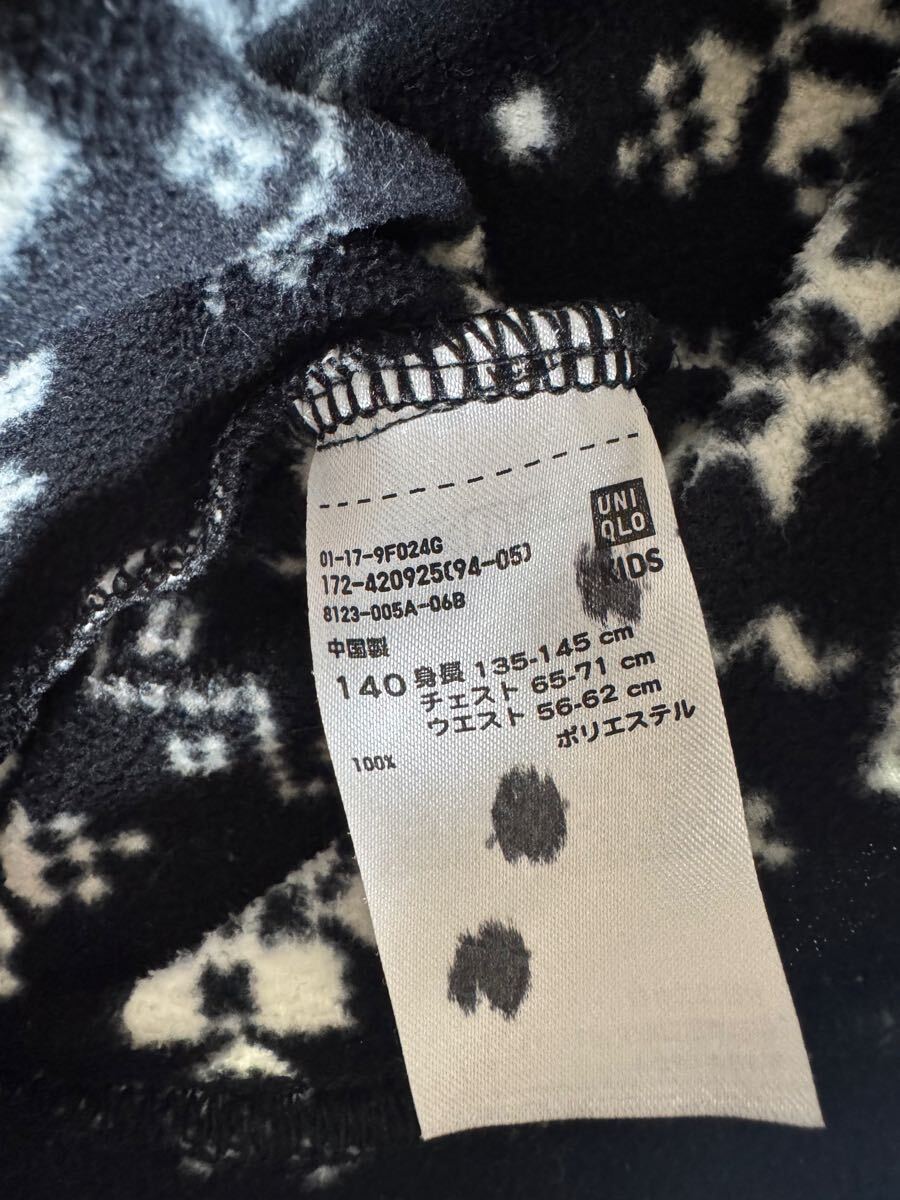 UNI
QLO
KIDS
01-17-9F024G
172-420925(94-05)
8123-005A-06B
中国製
140 身長 135-145 cm
チェスト 65-71 cm
ウエスト 56-62 cm
ポリエステル
100%